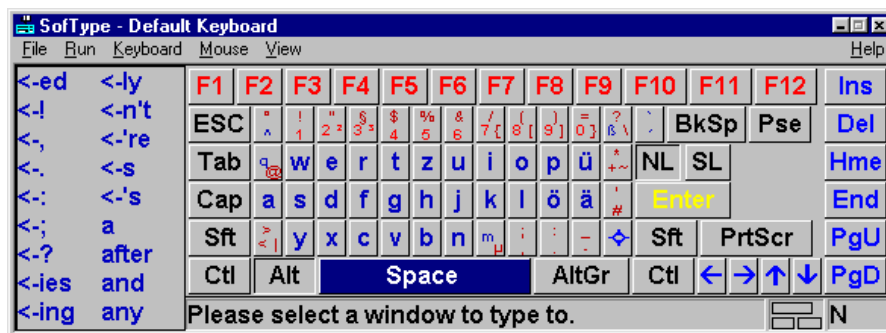 SofType - Default Keyboard
File Run Keyboard Mouse View Help
<-ed <-ly
<-! <-n't
<-, <-'re
<-. <-s
<-: <-'s
<-; a
<-? after
<-ies and
<-ing any
F1 F2 F3 F4 F5 F6 F7 F8 F9 F10 F11 F12 Ins
ESC ° ^ ! 1 " 2 ² § 3 ³ $ 4 % 5 & 6 / 7 { ( 8 [ ) 9 ] = 0 } ? ß \ ` ´ BkSp Pse Del
Tab q @ w e r t z u i o p ü * + ~ NL SL Hme
Cap a s d f g h j k l ö ä ' # Enter End
Sft > < | y x c v b n m µ ; , : . _ - Sft PrtScr PgU
Ctl Alt Space AltGr Ctl ← → ↑ ↓ PgD
Please select a window to type to. N